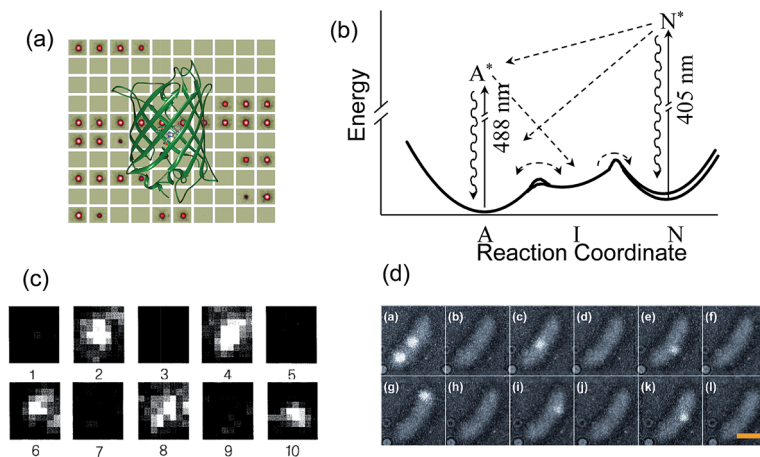 (a)
(b)
Energy
N*
A*
488 nm
405 nm
A
I
N
Reaction Coordinate
(c)
1
2
3
4
5
6
7
8
9
10
(d)
(a)
(b)
(c)
(d)
(e)
(f)
(g)
(h)
(i)
(j)
(k)
(l)